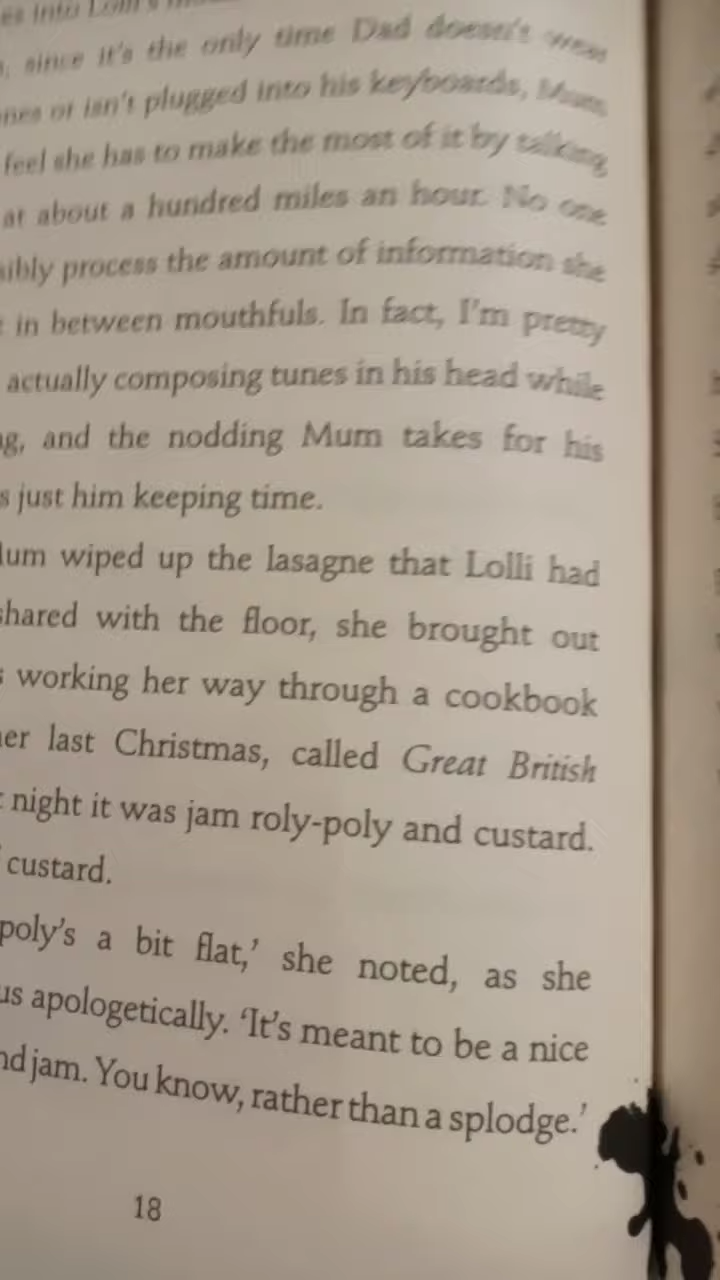 into Lolli's
since it's the only time Dad doesn't wear
or isn't plugged into his keyboards, Mum
feel she has to make the most of it by talking
at about a hundred miles an hour. No one
process the amount of information she
in between mouthfuls. In fact, I'm pretty
actually composing tunes in his head while
and the nodding Mum takes for his
just him keeping time.
wiped up the lasagne that Lolli had
shared with the floor, she brought out
working her way through a cookbook
last Christmas, called Great British
night it was jam roly-poly and custard.
custard.
poly's a bit flat,' she noted, as she
us apologetically. 'It's meant to be a nice
jam. You know, rather than a splodge.'
18